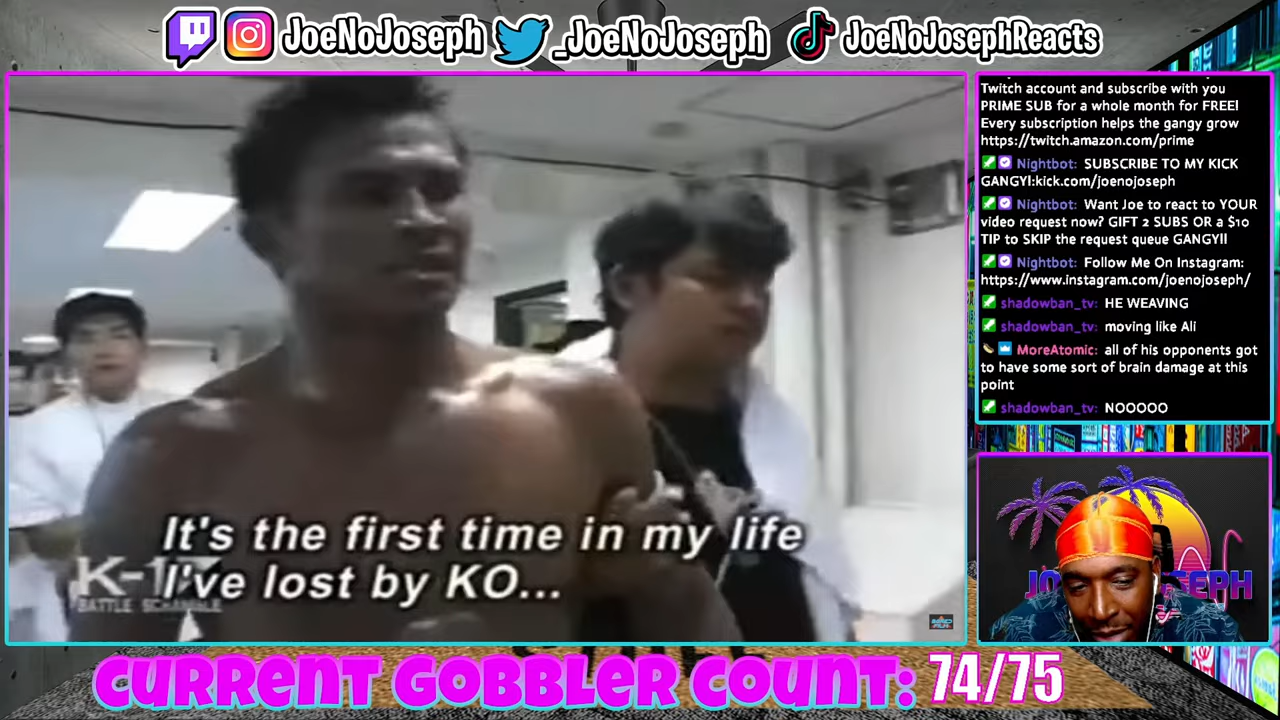 JoeNoJoseph _JoeNoJoseph JoeNoJosephReacts
Twitch account and subscribe with you
PRIME SUB for a whole month for FREE!
Every subscription helps the gangy grow
https://twitch.amazon.com/prime
Nightbot: SUBSCRIBE TO MY KICK
GANGY!:kick.com/joenojoseph
Nightbot: Want Joe to react to YOUR
video request now? GIFT 2 SUBS OR a $10
TIP to SKIP the request queue GANGY!!
Nightbot: Follow Me On Instagram:
https://www.instagram.com/joenojoseph/
shadowban_tv: HE WEAVING
shadowban_tv: moving like Ali
MoreAtomic: all of his opponents got
to have some sort of brain damage at this
point
shadowban_tv: NOOOOO
It's the first time in my life
I've lost by KO...
K-1
BATTLE
CURRENT GOBBLER COUNT: 74/75